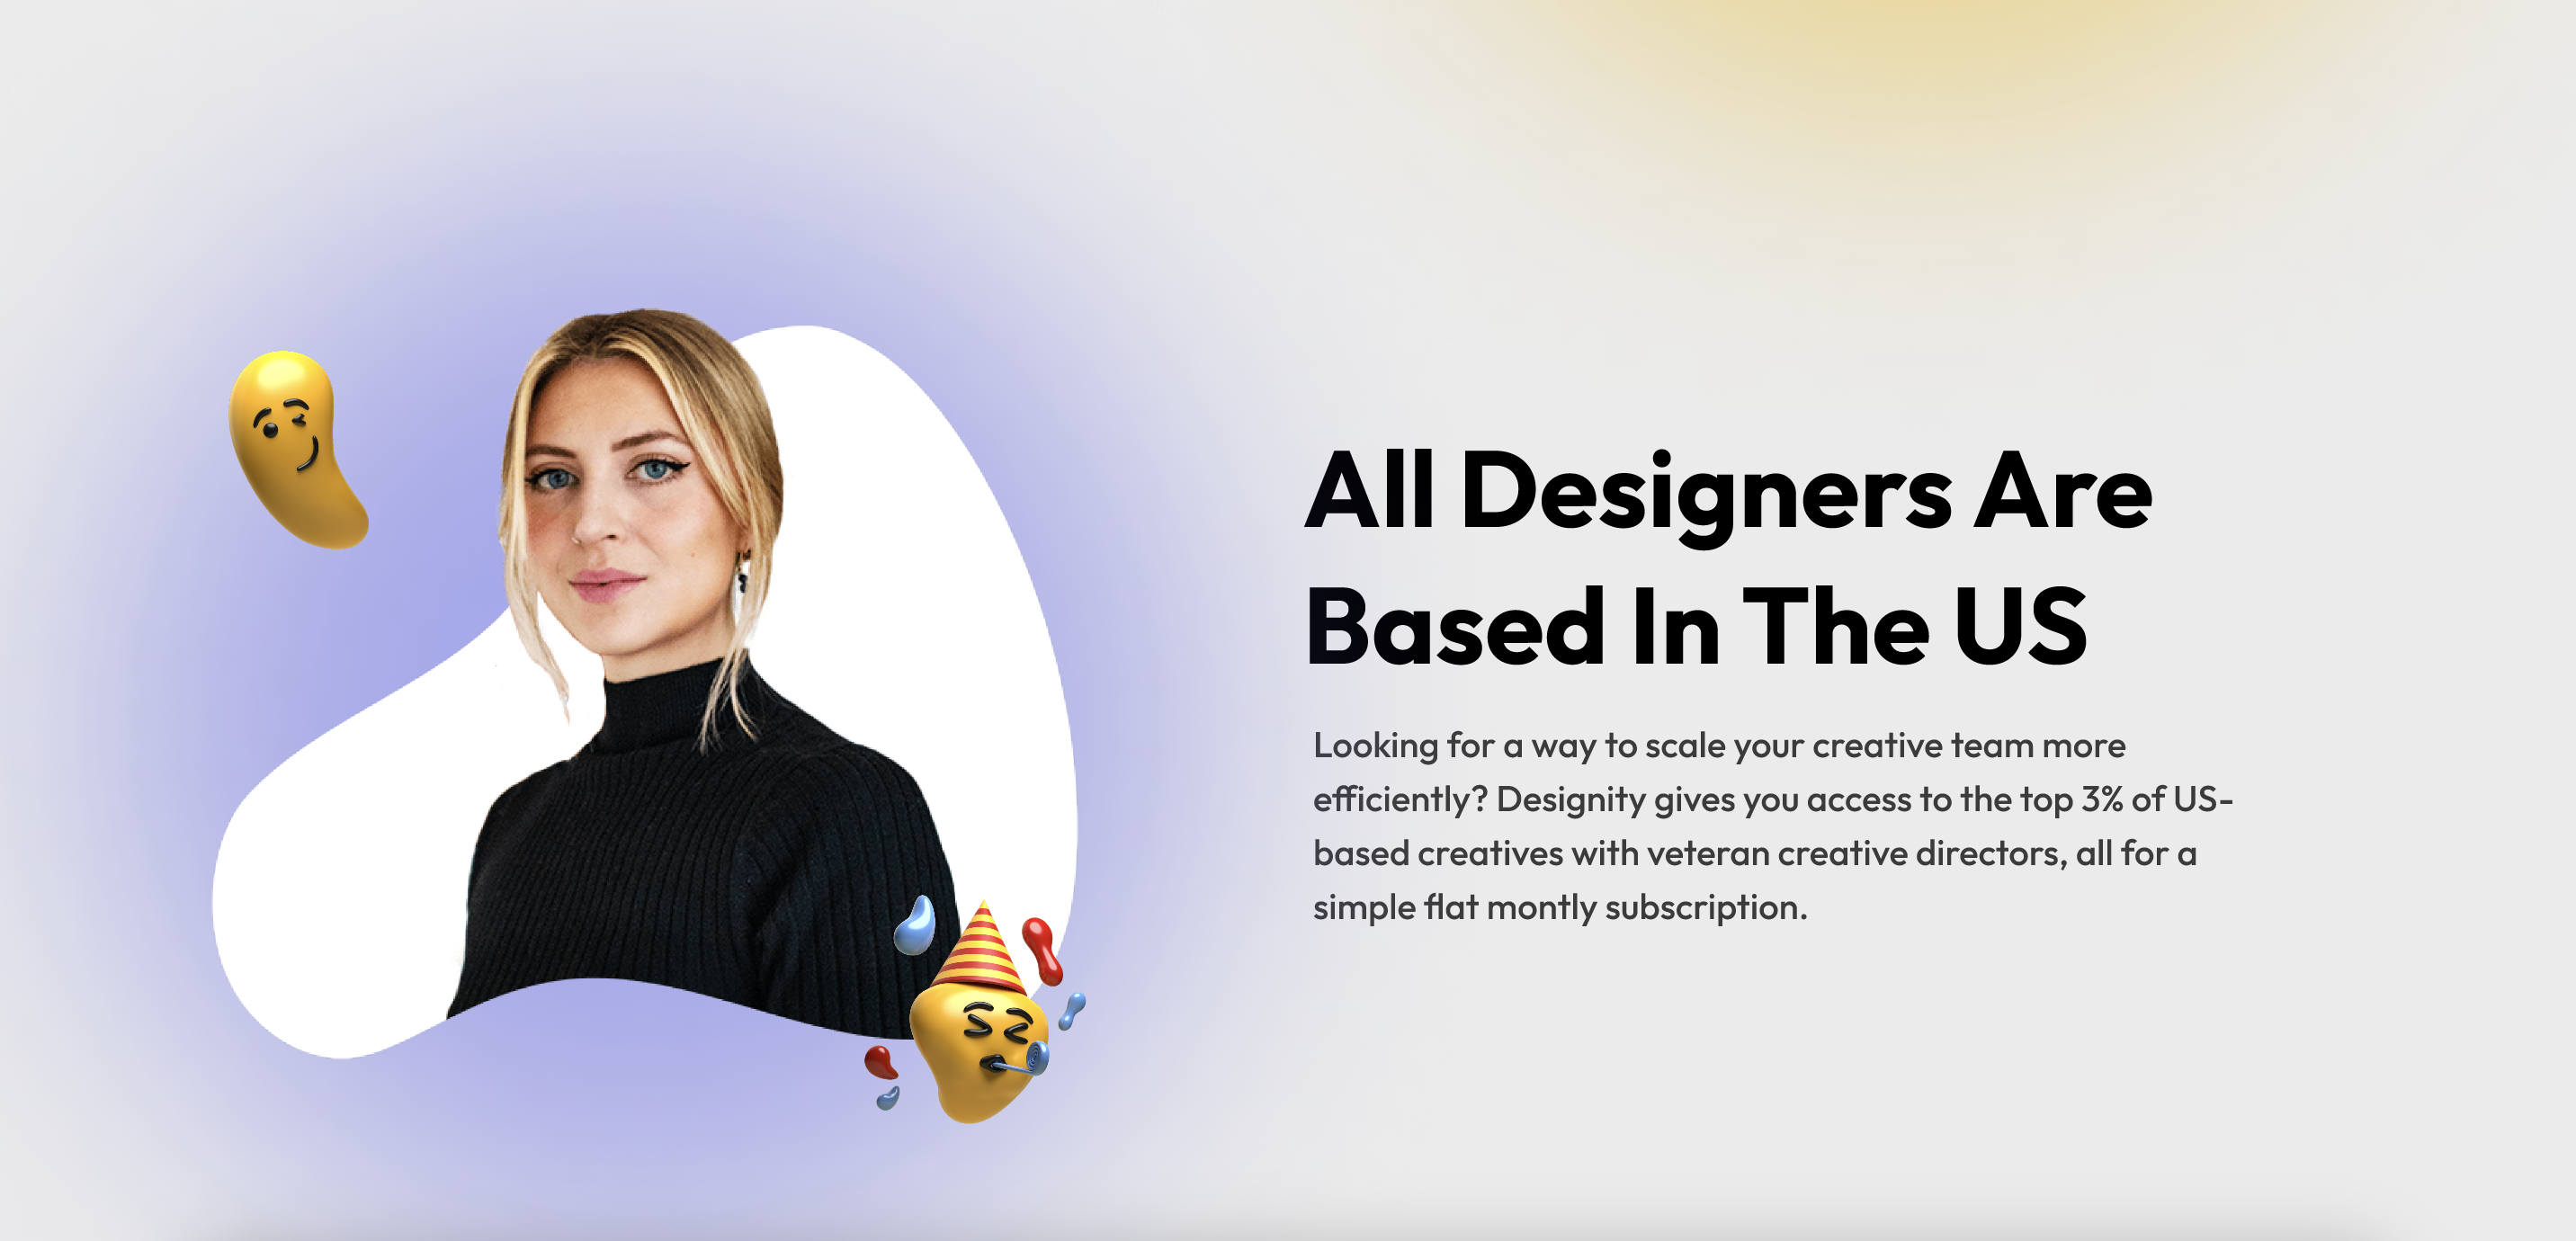 All Designers Are
Based In The US
Looking for a way to scale your creative team more
efficiently? Designity gives you access to the top 3% of US-
based creatives with veteran creative directors, all for a
simple flat montly subscription.